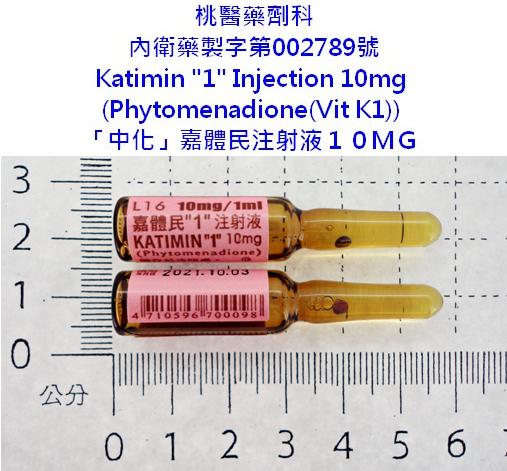 桃醫藥劑科
內衛藥製字第002789號
Katimin "1" Injection 10mg
(Phytomenadione(Vit K1))
「中化」嘉體民注射液１０ＭＧ
L16 10mg/1ml
嘉體民"1"注射液
KATIMIN "1" 10mg
(Phytomenadione)
2021.10.03
4 710596 700098
3
2
1
0
公分
0 1 2 3 4 5 6